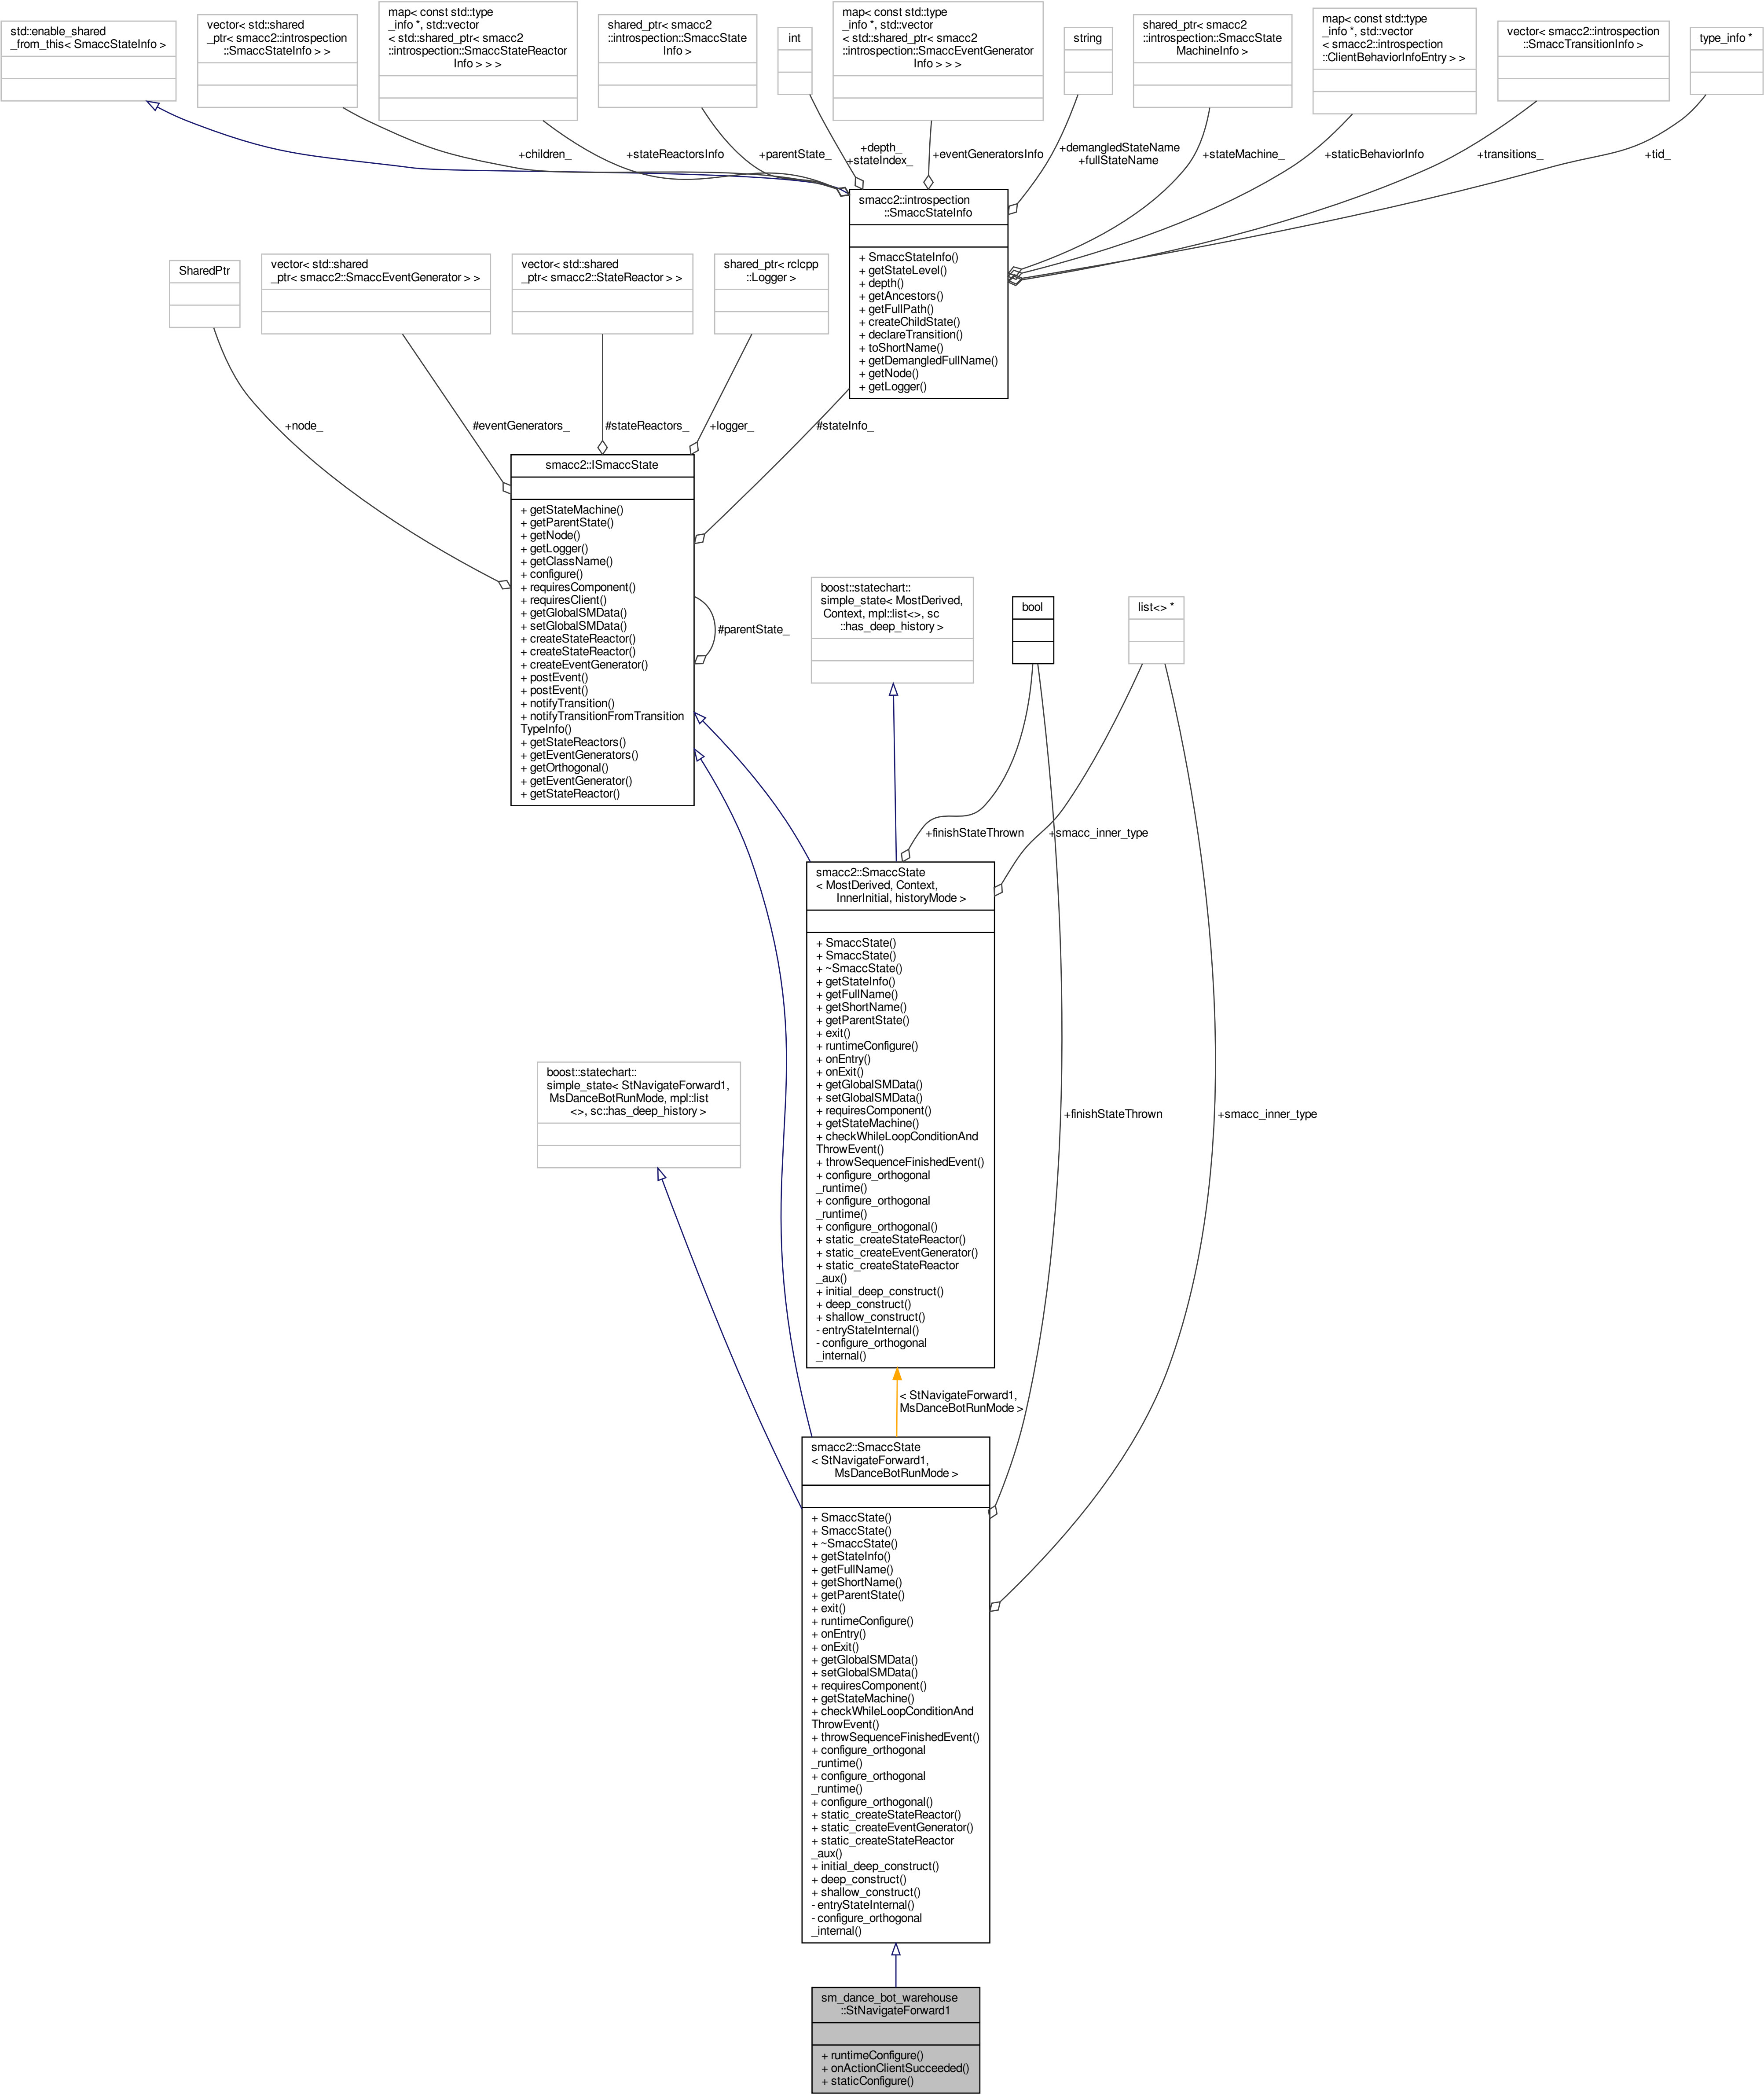 std::enable_shared
_from_this< SmaccStateInfo >
vector< std::shared
_ptr< smacc2::introspection
::SmaccStateInfo > >
map< const std::type
_info *, std::vector
< std::shared_ptr< smacc2
::introspection::SmaccStateReactor
Info > > >
shared_ptr< smacc2
::introspection::SmaccState
Info >
int
map< const std::type
_info *, std::vector
< std::shared_ptr< smacc2
::introspection::SmaccEventGenerator
Info > > >
string
shared_ptr< smacc2
::introspection::SmaccState
MachineInfo >
map< const std::type
_info *, std::vector
< smacc2::introspection
::ClientBehaviorInfoEntry > >
vector< smacc2::introspection
::SmaccTransitionInfo >
type_info *
+children_
+stateReactorsInfo
+parentState_
+depth_
+stateIndex_
+eventGeneratorsInfo
+demangledStateName
+fullStateName
+stateMachine_
+staticBehaviorInfo
+transitions_
+tid_
smacc2::introspection
::SmaccStateInfo
+ SmaccStateInfo()
+ getStateLevel()
+ depth()
+ getAncestors()
+ getFullPath()
+ createChildState()
+ declareTransition()
+ toShortName()
+ getDemangledFullName()
+ getNode()
+ getLogger()
SharedPtr
vector< std::shared
_ptr< smacc2::SmaccEventGenerator > >
vector< std::shared
_ptr< smacc2::StateReactor > >
shared_ptr< rclcpp
::Logger >
+node_
#eventGenerators_
#stateReactors_
+logger_
#stateInfo_
smacc2::ISmaccState
+ getStateMachine()
+ getParentState()
+ getNode()
+ getLogger()
+ getClassName()
+ configure()
+ requiresComponent()
+ requiresClient()
+ getGlobalSMData()
+ setGlobalSMData()
+ createStateReactor()
+ createStateReactor()
+ createEventGenerator()
+ postEvent()
+ postEvent()
+ notifyTransition()
+ notifyTransitionFromTransition
TypeInfo()
+ getStateReactors()
+ getEventGenerators()
+ getOrthogonal()
+ getEventGenerator()
+ getStateReactor()
#parentState_
boost::statechart::
simple_state< MostDerived,
Context, mpl::list<>, sc
::has_deep_history >
bool
list<> *
+finishStateThrown
+smacc_inner_type
smacc2::SmaccState
< MostDerived, Context,
InnerInitial, historyMode >
+ SmaccState()
+ SmaccState()
+ ~SmaccState()
+ getStateInfo()
+ getFullName()
+ getShortName()
+ getParentState()
+ exit()
+ runtimeConfigure()
+ onEntry()
+ onExit()
+ getGlobalSMData()
+ setGlobalSMData()
+ requiresComponent()
+ getStateMachine()
+ checkWhileLoopConditionAnd
ThrowEvent()
+ throwSequenceFinishedEvent()
+ configure_orthogonal
_runtime()
+ configure_orthogonal
_runtime()
+ configure_orthogonal()
+ static_createStateReactor()
+ static_createEventGenerator()
+ static_createStateReactor
_aux()
+ initial_deep_construct()
+ deep_construct()
+ shallow_construct()
- entryStateInternal()
- configure_orthogonal
_internal()
boost::statechart::
simple_state< StNavigateForward1,
MsDanceBotRunMode, mpl::list
<>, sc::has_deep_history >
+finishStateThrown
+smacc_inner_type
< StNavigateForward1,
MsDanceBotRunMode >
smacc2::SmaccState
< StNavigateForward1,
MsDanceBotRunMode >
+ SmaccState()
+ SmaccState()
+ ~SmaccState()
+ getStateInfo()
+ getFullName()
+ getShortName()
+ getParentState()
+ exit()
+ runtimeConfigure()
+ onEntry()
+ onExit()
+ getGlobalSMData()
+ setGlobalSMData()
+ requiresComponent()
+ getStateMachine()
+ checkWhileLoopConditionAnd
ThrowEvent()
+ throwSequenceFinishedEvent()
+ configure_orthogonal
_runtime()
+ configure_orthogonal
_runtime()
+ configure_orthogonal()
+ static_createStateReactor()
+ static_createEventGenerator()
+ static_createStateReactor
_aux()
+ initial_deep_construct()
+ deep_construct()
+ shallow_construct()
- entryStateInternal()
- configure_orthogonal
_internal()
sm_dance_bot_warehouse
::StNavigateForward1
+ runtimeConfigure()
+ onActionClientSucceeded()
+ staticConfigure()